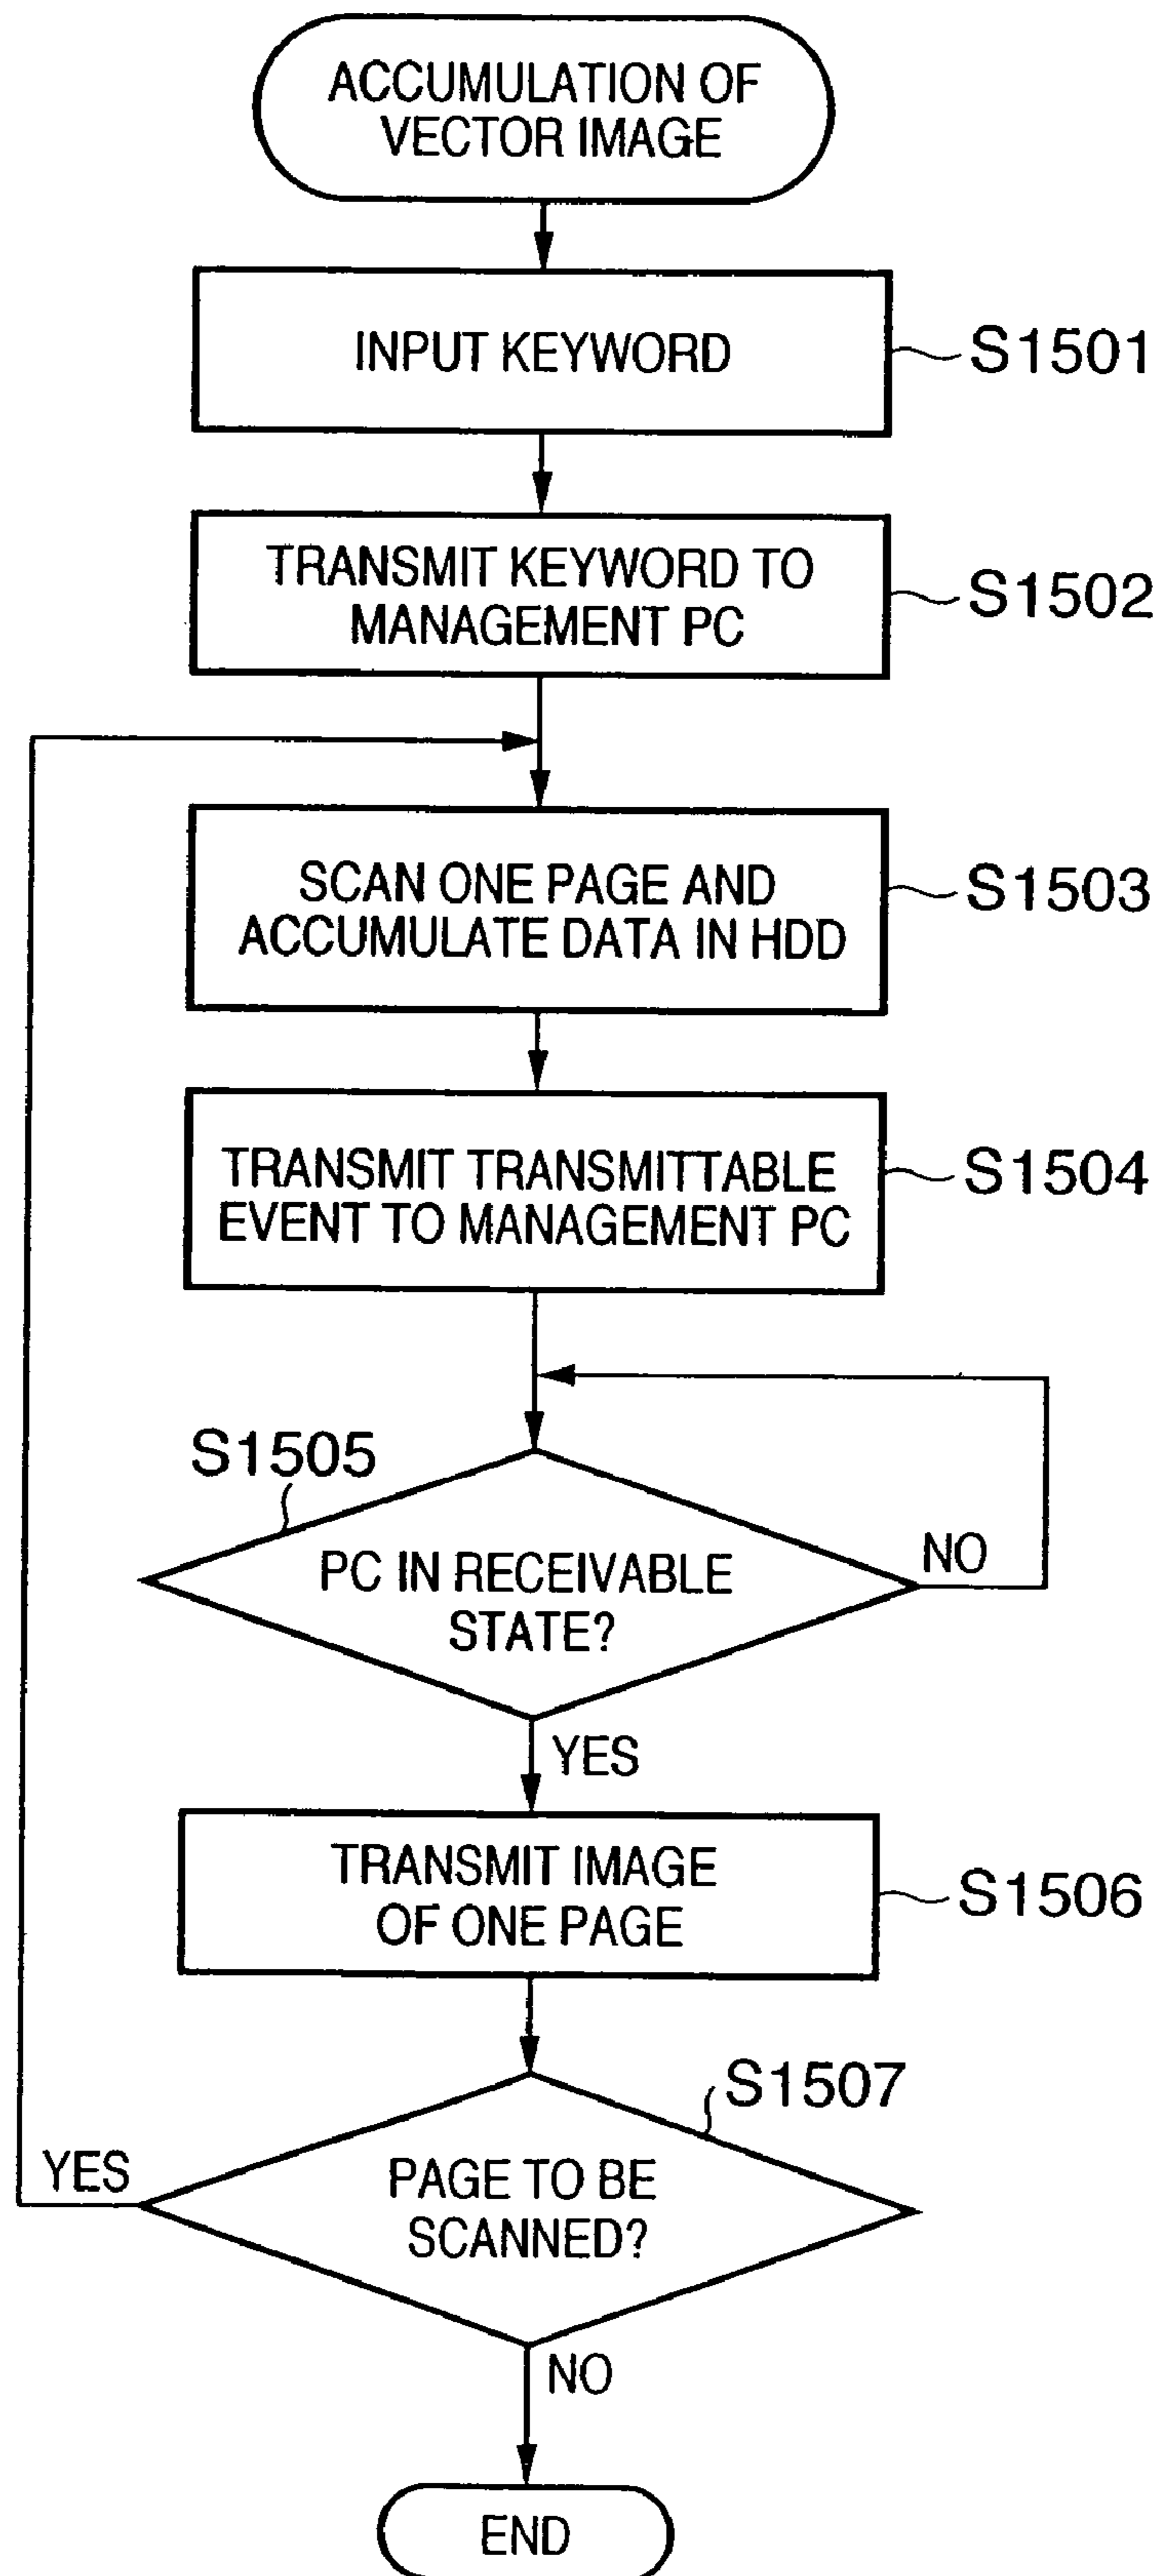 ACCUMULATION OF
VECTOR IMAGE
INPUT KEYWORD
S1501
TRANSMIT KEYWORD TO
MANAGEMENT PC
S1502
SCAN ONE PAGE AND
ACCUMULATE DATA IN HDD
S1503
TRANSMIT TRANSMITTABLE
EVENT TO MANAGEMENT PC
S1504
S1505
PC IN RECEIVABLE
STATE?
NO
YES
TRANSMIT IMAGE
OF ONE PAGE
S1506
S1507
PAGE TO BE
SCANNED?
YES
NO
END